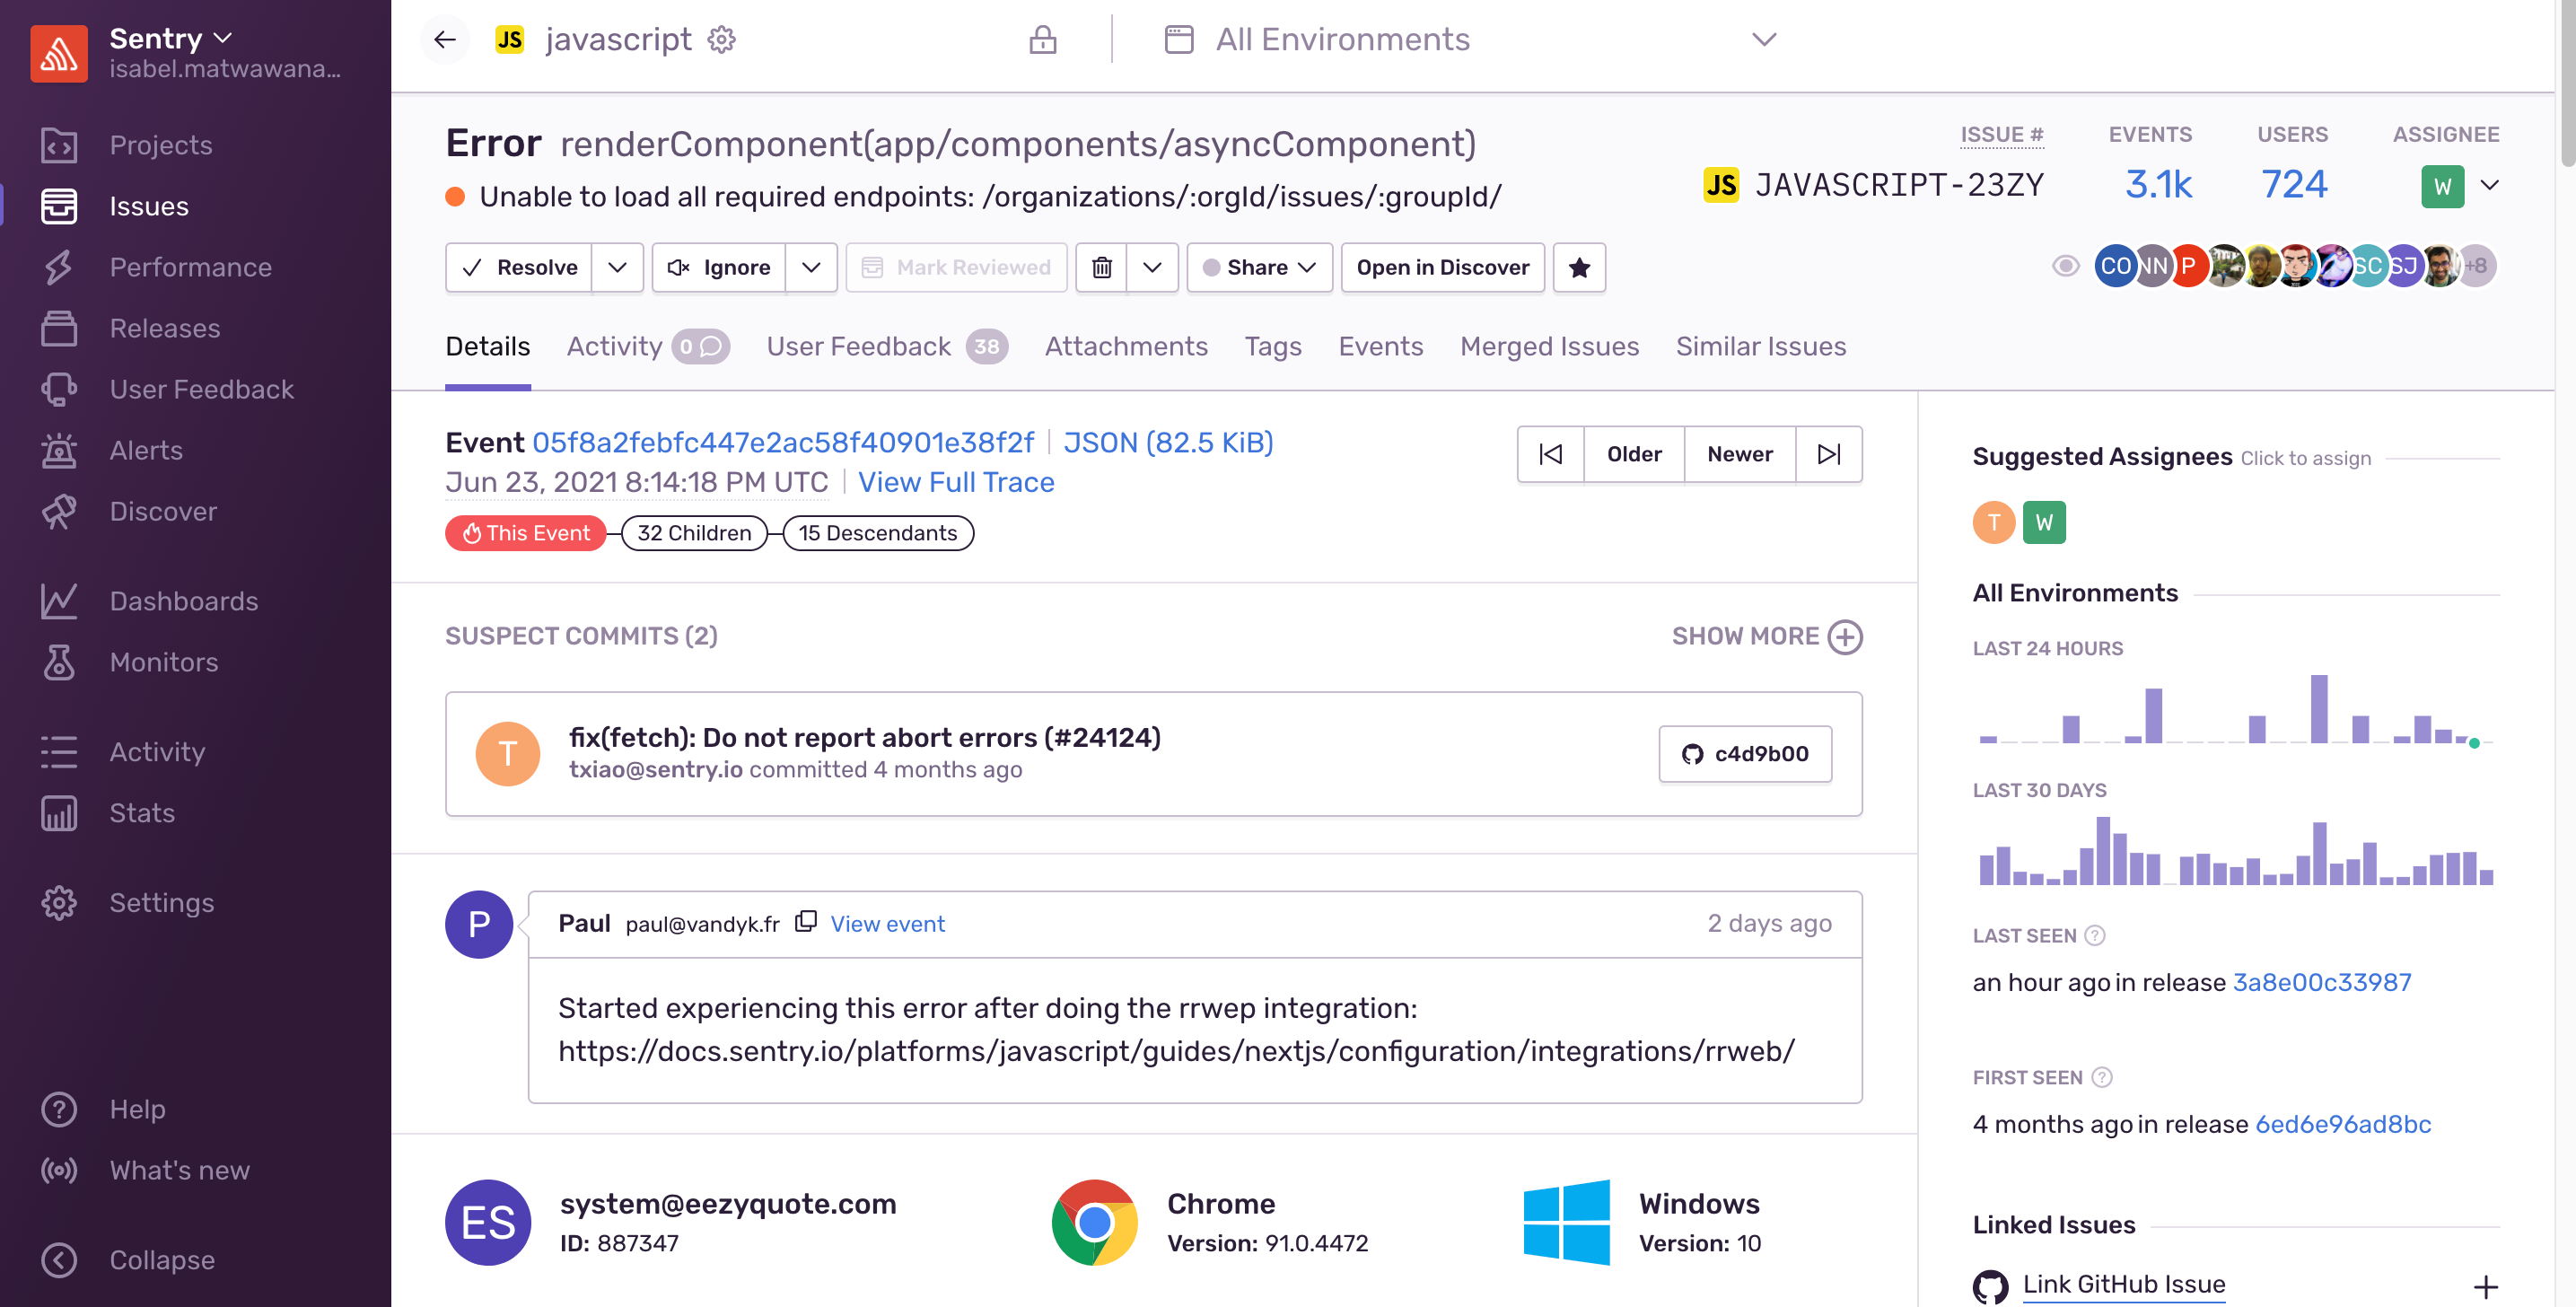 Sentry
isabel.matwawana...
Projects
Issues
Performance
Releases
User Feedback
Alerts
Discover
Dashboards
Monitors
Activity
Stats
Settings
Help
What's new
Collapse
JS javascript
All Environments
Error renderComponent(app/components/asyncComponent)
Unable to load all required endpoints: /organizations/:orgId/issues/:groupId/
ISSUE # EVENTS USERS ASSIGNEE
JS JAVASCRIPT-23ZY 3.1k 724 W
Resolve Ignore Mark Reviewed Share Open in Discover
CO NN P SC SJ +8
Details Activity 0 User Feedback 38 Attachments Tags Events Merged Issues Similar Issues
Event 05f8a2febfc447e2ac58f40901e38f2f JSON (82.5 KiB)
Jun 23, 2021 8:14:18 PM UTC View Full Trace
This Event 32 Children 15 Descendants
Older Newer
SUSPECT COMMITS (2) SHOW MORE
T
fix(fetch): Do not report abort errors (#24124)
txiao@sentry.io committed 4 months ago
c4d9b00
P
Paul paul@vandyk.fr View event 2 days ago
Started experiencing this error after doing the rrwep integration:
https://docs.sentry.io/platforms/javascript/guides/nextjs/configuration/integrations/rrweb/
ES
system@eezyquote.com
ID: 887347
Chrome
Version: 91.0.4472
Windows
Version: 10
Suggested Assignees Click to assign
T W
All Environments
LAST 24 HOURS
LAST 30 DAYS
LAST SEEN ?
an hour ago in release 3a8e00c33987
FIRST SEEN ?
4 months ago in release 6ed6e96ad8bc
Linked Issues
Link GitHub Issue